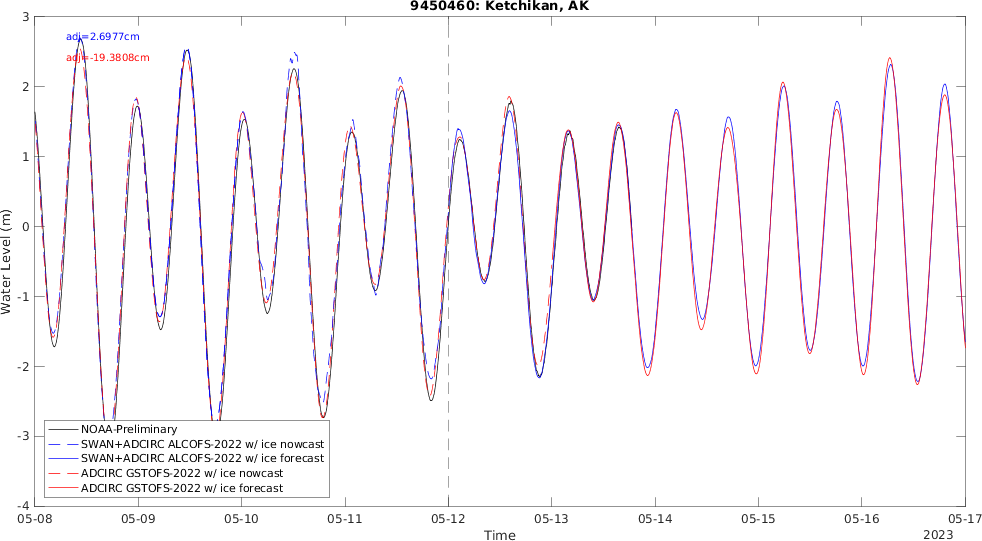 9450460: Ketchikan, AK
adj=2.6977cm
adj=-19.3808cm
3
2
1
0
-1
-2
-3
-4
Water Level (m)
NOAA-Preliminary
SWAN+ADCIRC ALCOFS-2022 w/ ice nowcast
SWAN+ADCIRC ALCOFS-2022 w/ ice forecast
ADCIRC GSTOFS-2022 w/ ice nowcast
ADCIRC GSTOFS-2022 w/ ice forecast
05-08 05-09 05-10 05-11 05-12 05-13 05-14 05-15 05-16 05-17
Time
2023